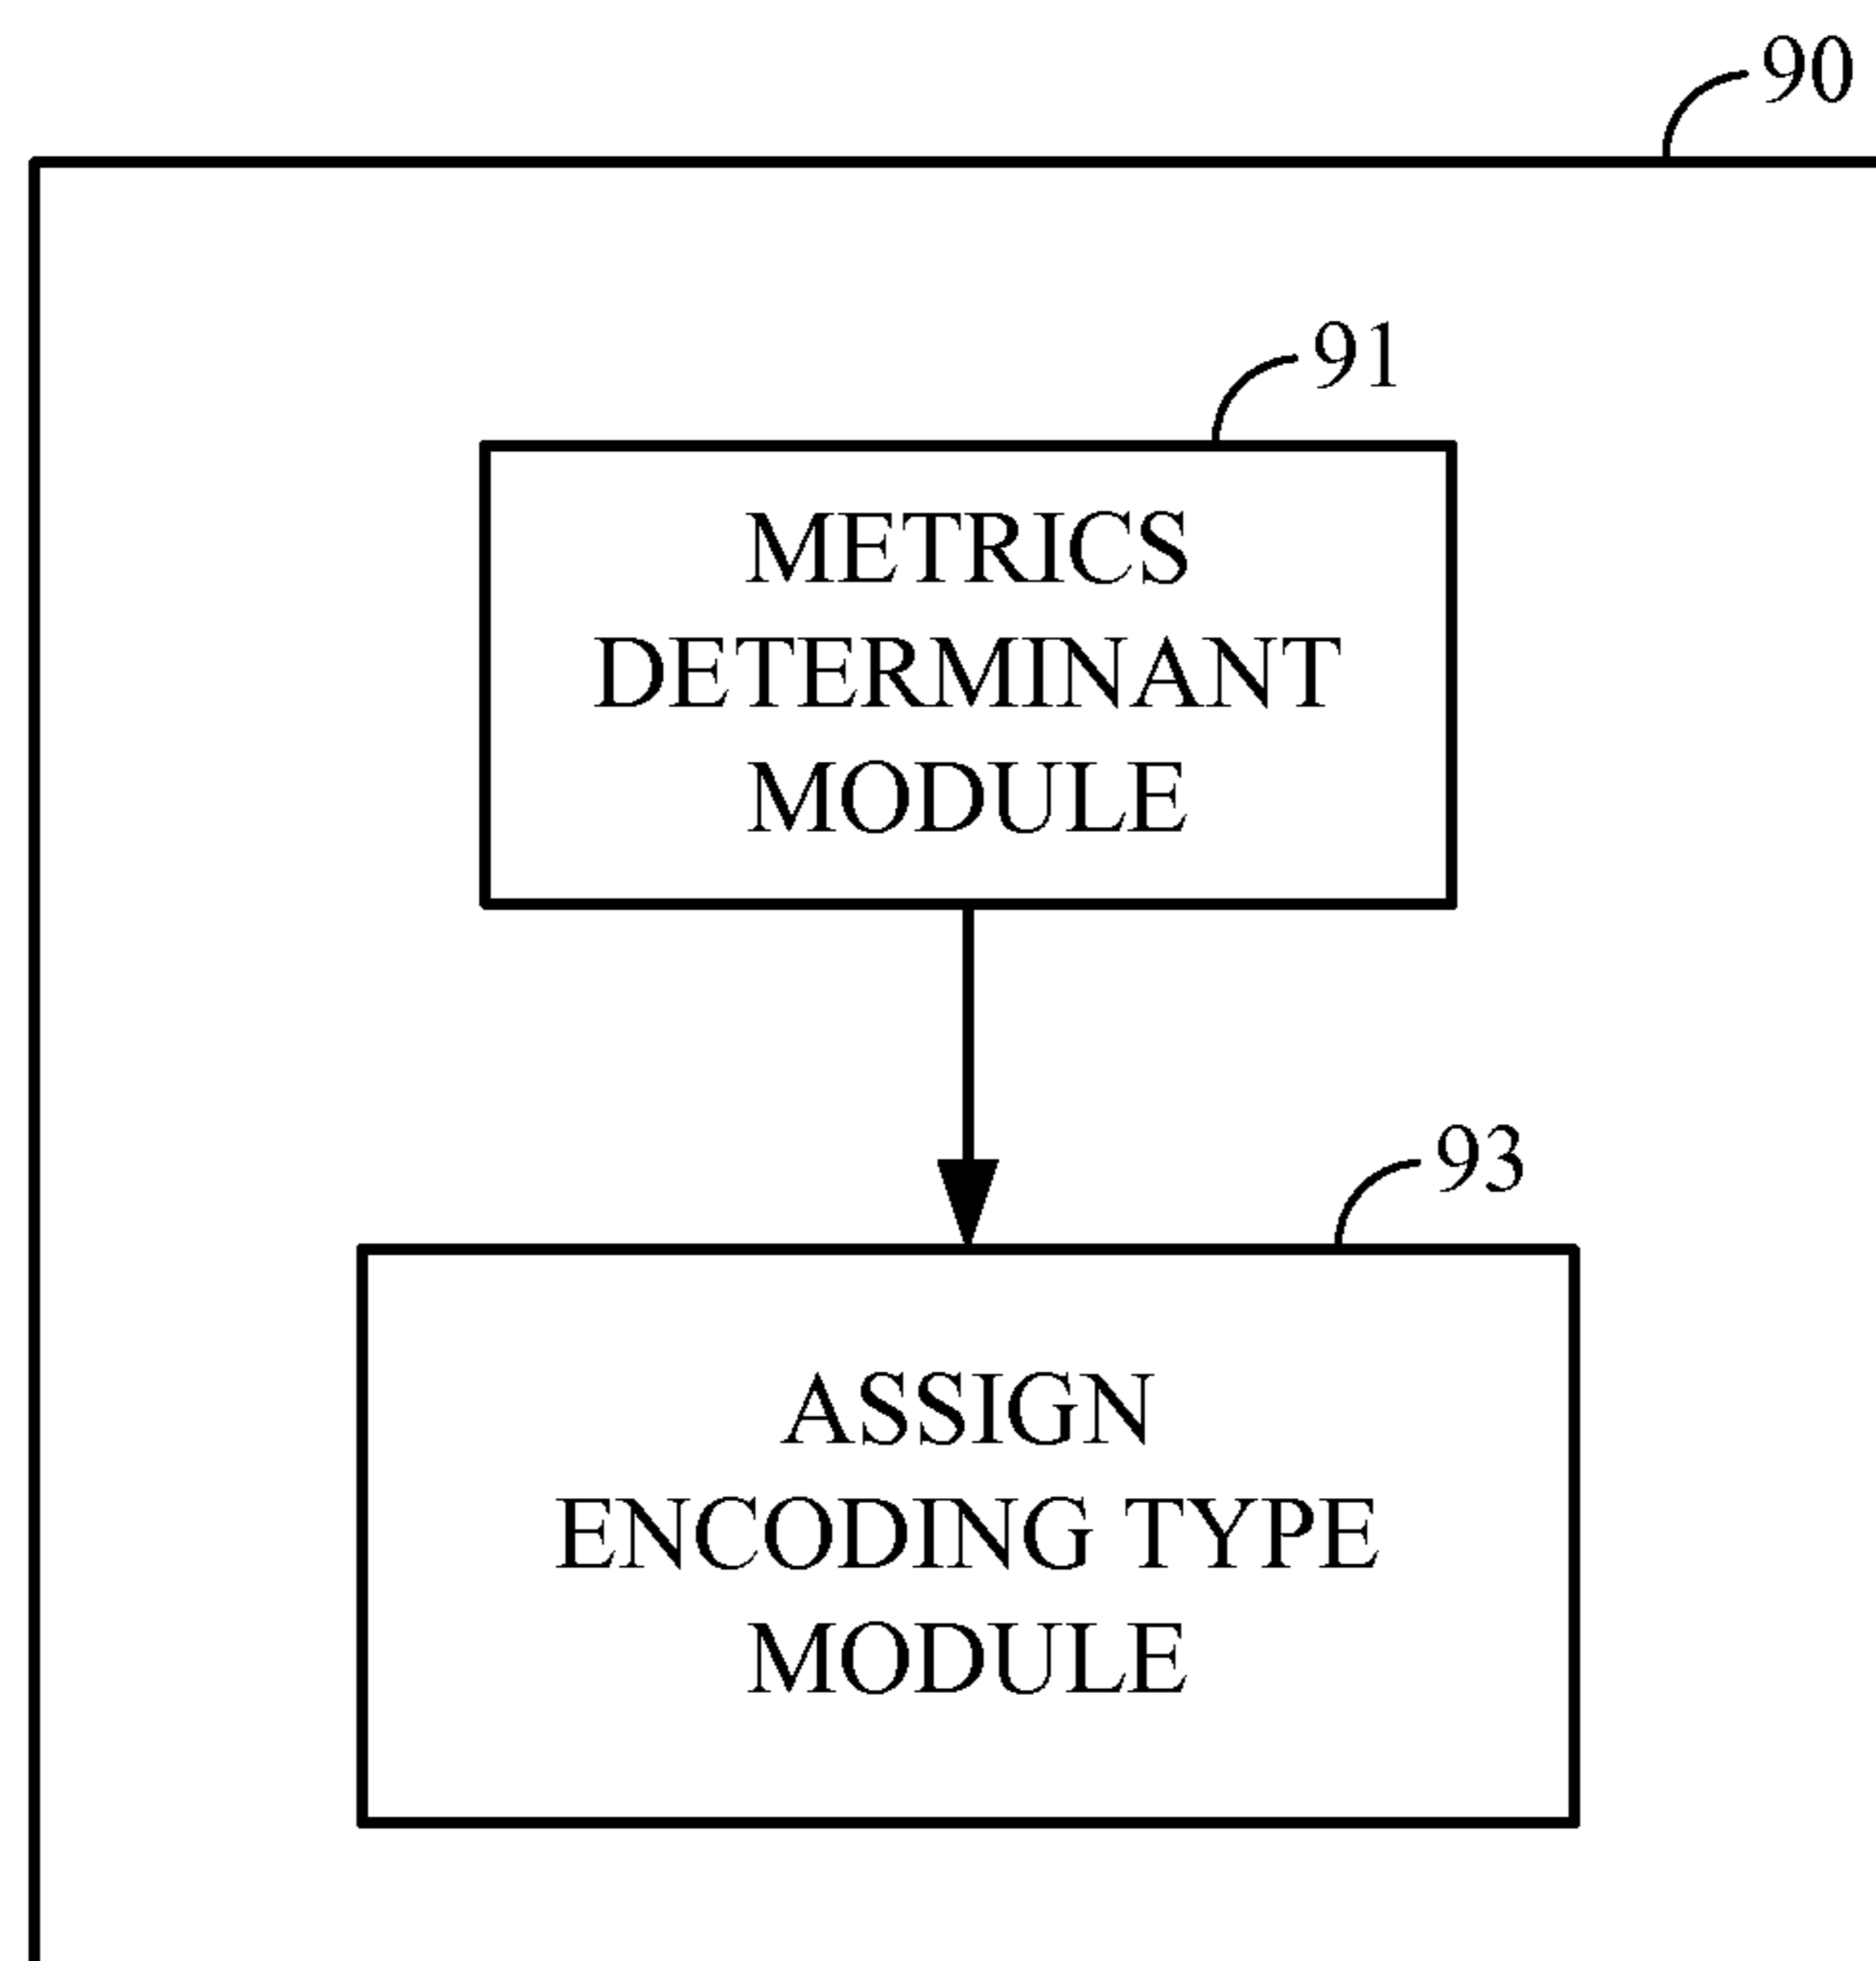 90
91
METRICS
DETERMINANT
MODULE
93
ASSIGN
ENCODING TYPE
MODULE